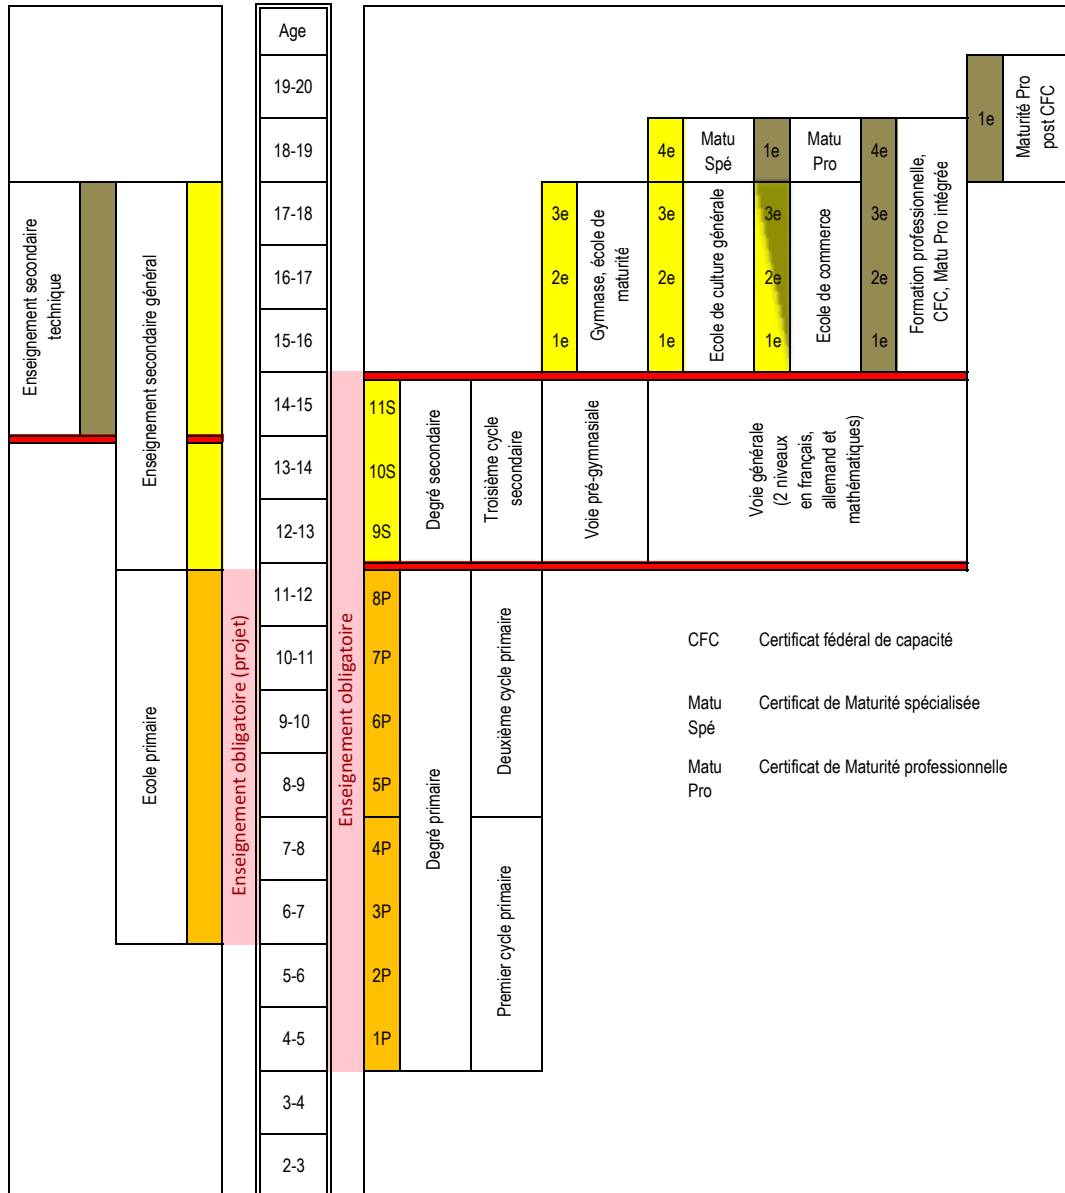 Enseignement secondaire
technique
Enseignement secondaire général
Ecole primaire
Enseignement obligatoire (projet)
Age
19-20
18-19
17-18
16-17
15-16
14-15
13-14
12-13
11-12
10-11
9-10
8-9
7-8
6-7
5-6
4-5
3-4
2-3
Enseignement obligatoire
11S
10S
9S
8P
7P
6P
5P
4P
3P
2P
1P
Degré secondaire
Degré primaire
Troisième cycle
secondaire
Deuxième cycle primaire
Premier cycle primaire
3e
2e
1e
Gymnase, école de
maturité
Voie pré-gymnasiale
4e
3e
2e
1e
Matu
Spé
Ecole de culture générale
1e
3e
2e
1e
Matu
Pro
Ecole de commerce
4e
3e
2e
1e
Formation professionnelle,
CFC, Matu Pro intégrée
1e
Maturité Pro
post CFC
Voie générale
(2 niveaux
en français,
allemand et
mathématiques)
CFC Certificat fédéral de capacité
Matu Certificat de Maturité spécialisée
Spé
Matu Certificat de Maturité professionnelle
Pro